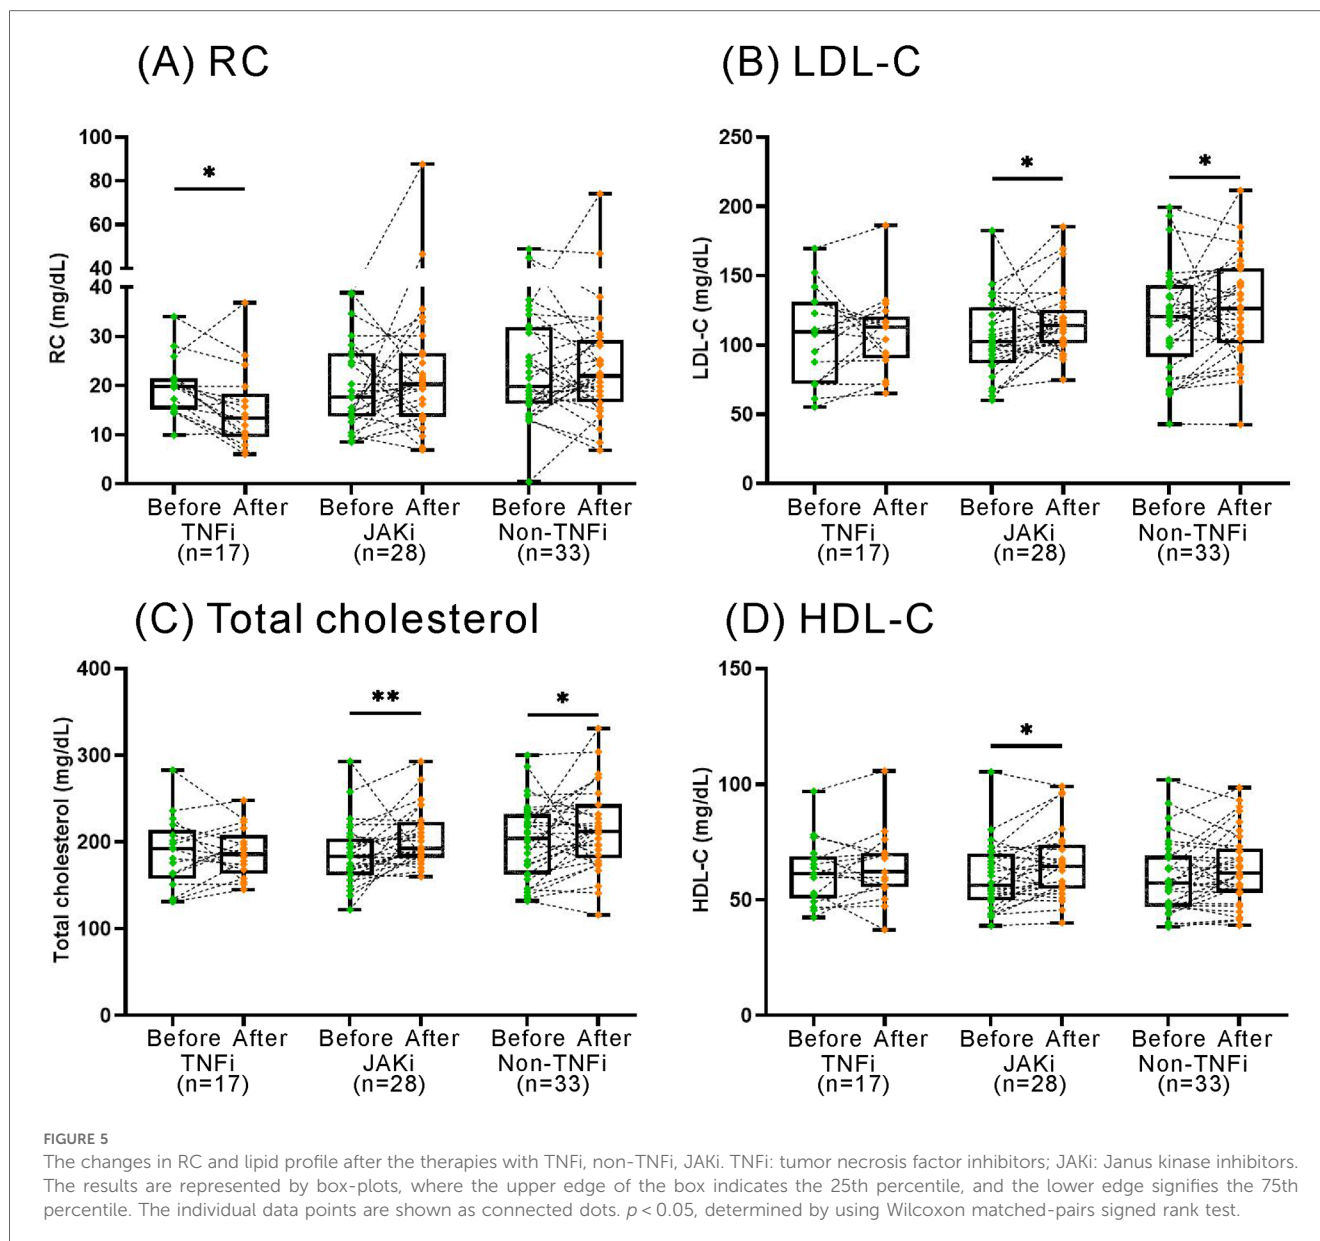 (A) RC
RC (mg/dL)
100
80
60
40
40
30
20
10
0
*
Before After Before After Before After
TNFi JAKi Non-TNFi
(n=17) (n=28) (n=33)
(B) LDL-C
LDL-C (mg/dL)
250
200
150
100
50
0
* *
Before After Before After Before After
TNFi JAKi Non-TNFi
(n=17) (n=28) (n=33)
(C) Total cholesterol
Total cholesterol (mg/dL)
400
300
200
100
0
** *
Before After Before After Before After
TNFi JAKi Non-TNFi
(n=17) (n=28) (n=33)
(D) HDL-C
HDL-C (mg/dL)
150
100
50
0
*
Before After Before After Before After
TNFi JAKi Non-TNFi
(n=17) (n=28) (n=33)
FIGURE 5
The changes in RC and lipid profile after the therapies with TNFi, non-TNFi, JAKi. TNFi: tumor necrosis factor inhibitors; JAKi: Janus kinase inhibitors.
The results are represented by box-plots, where the upper edge of the box indicates the 25th percentile, and the lower edge signifies the 75th
percentile. The individual data points are shown as connected dots. p < 0.05, determined by using Wilcoxon matched-pairs signed rank test.